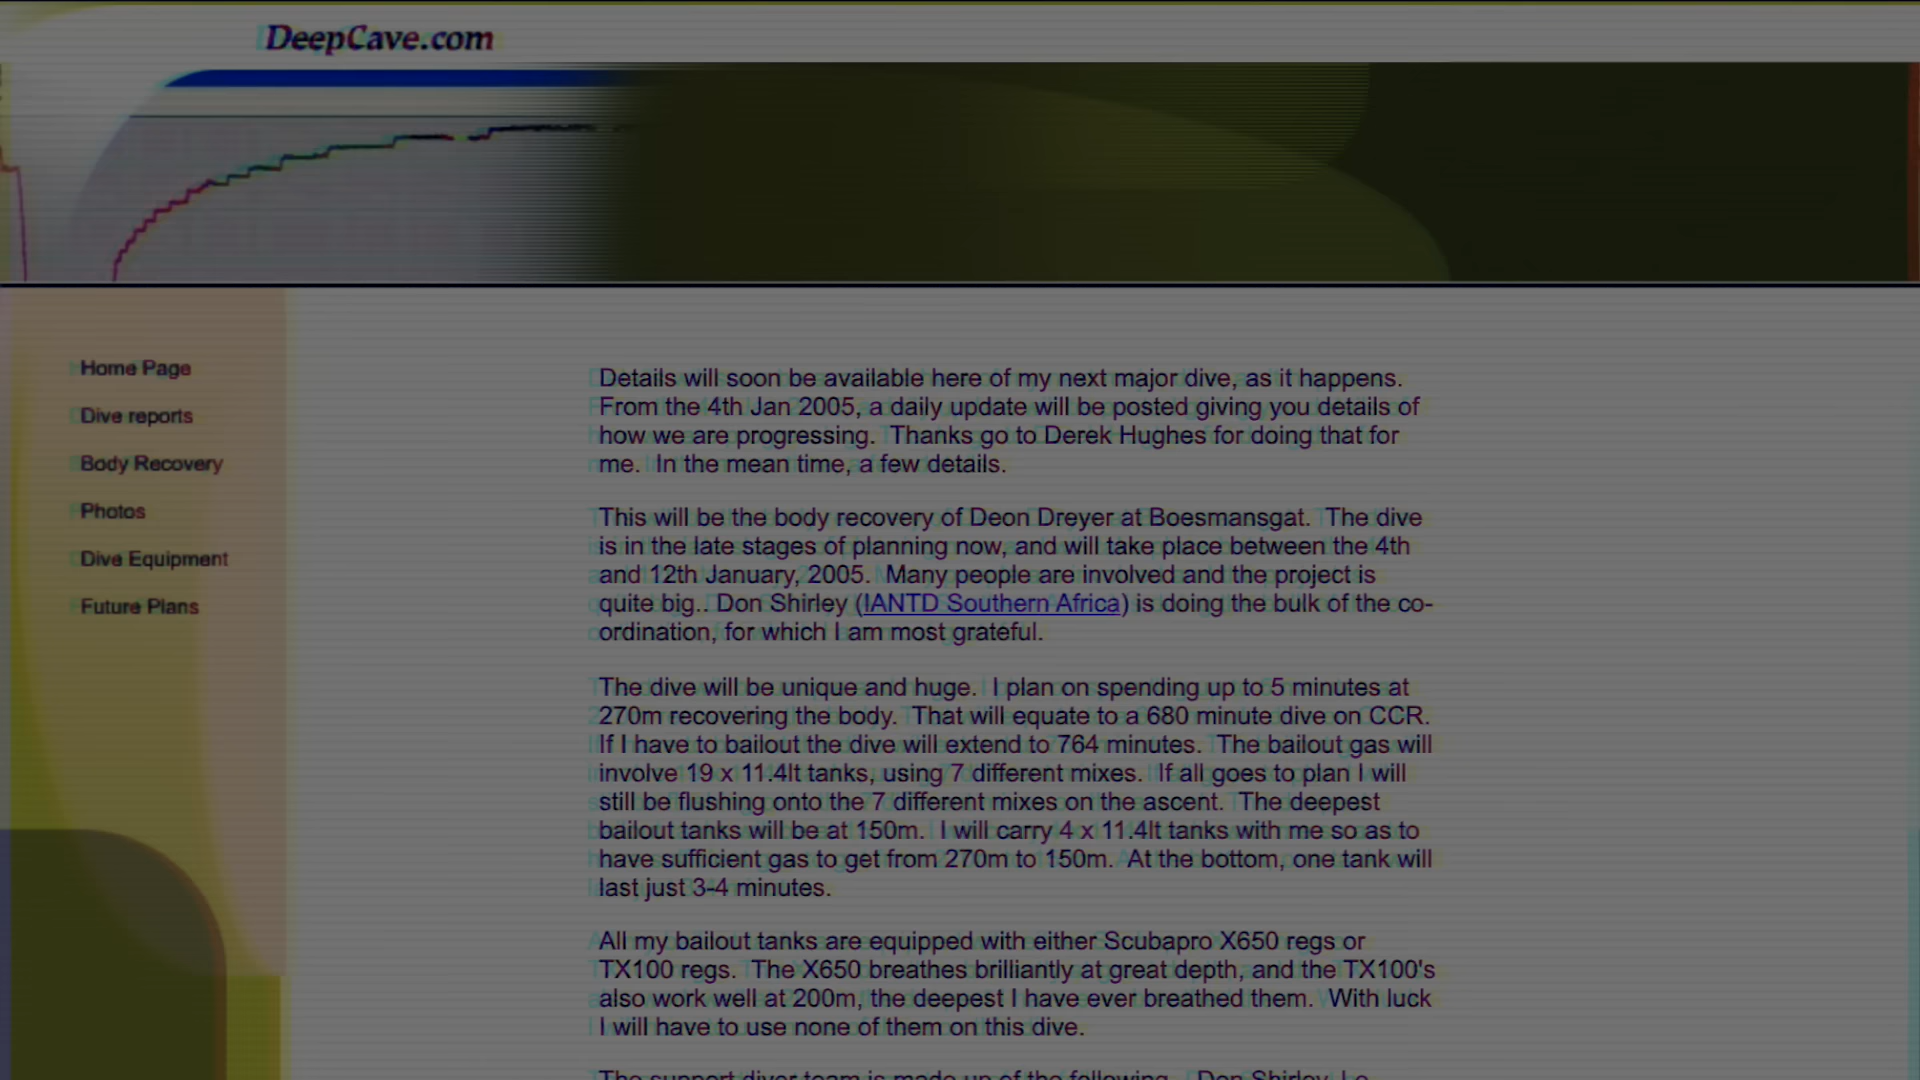 DeepCave.com
Home Page
Dive reports
Body Recovery
Photos
Dive Equipment
Future Plans
Details will soon be available here of my next major dive, as it happens.
From the 4th Jan 2005, a daily update will be posted giving you details of
how we are progressing.  Thanks go to Derek Hughes for doing that for
me.  In the mean time, a few details.
This will be the body recovery of Deon Dreyer at Boesmansgat.  The dive
is in the late stages of planning now, and will take place between the 4th
and 12th January, 2005.  Many people are involved and the project is
quite big.. Don Shirley (IANTD Southern Africa) is doing the bulk of the co-
ordination, for which I am most grateful.
The dive will be unique and huge.  I plan on spending up to 5 minutes at
270m recovering the body.  That will equate to a 680 minute dive on CCR.
If I have to bailout the dive will extend to 764 minutes.  The bailout gas will
involve 19 x 11.4lt tanks, using 7 different mixes.  If all goes to plan I will
still be flushing onto the 7 different mixes on the ascent.  The deepest
bailout tanks will be at 150m.  I will carry 4 x 11.4lt tanks with me so as to
have sufficient gas to get from 270m to 150m.  At the bottom, one tank will
last just 3-4 minutes.
All my bailout tanks are equipped with either Scubapro X650 regs or
TX100 regs.  The X650 breathes brilliantly at great depth, and the TX100's
also work well at 200m, the deepest I have ever breathed them.  With luck
I will have to use none of them on this dive.
The support diver team is made up of the following.  Don Shirley, Lo